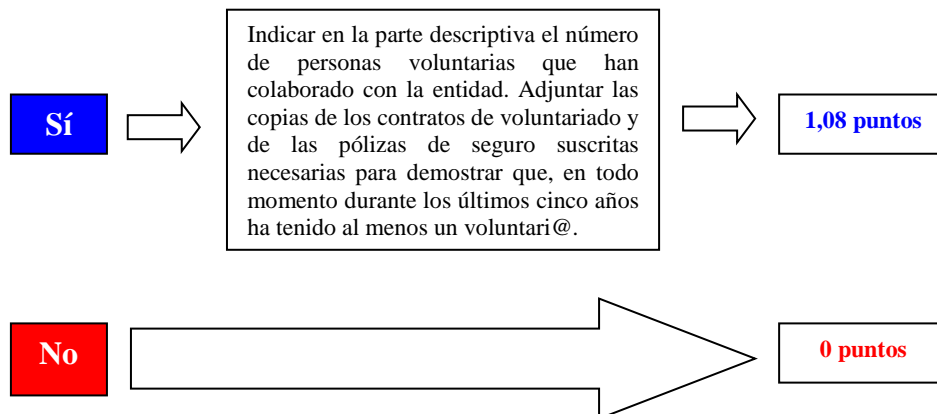 Indicar en la parte descriptiva el número
de personas voluntarias que han
colaborado con la entidad. Adjuntar las
copias de los contratos de voluntariado y
de las pólizas de seguro suscritas
necesarias para demostrar que, en todo
momento durante los últimos cinco años
ha tenido al menos un voluntari@.
Sí
1,08 puntos
No
0 puntos